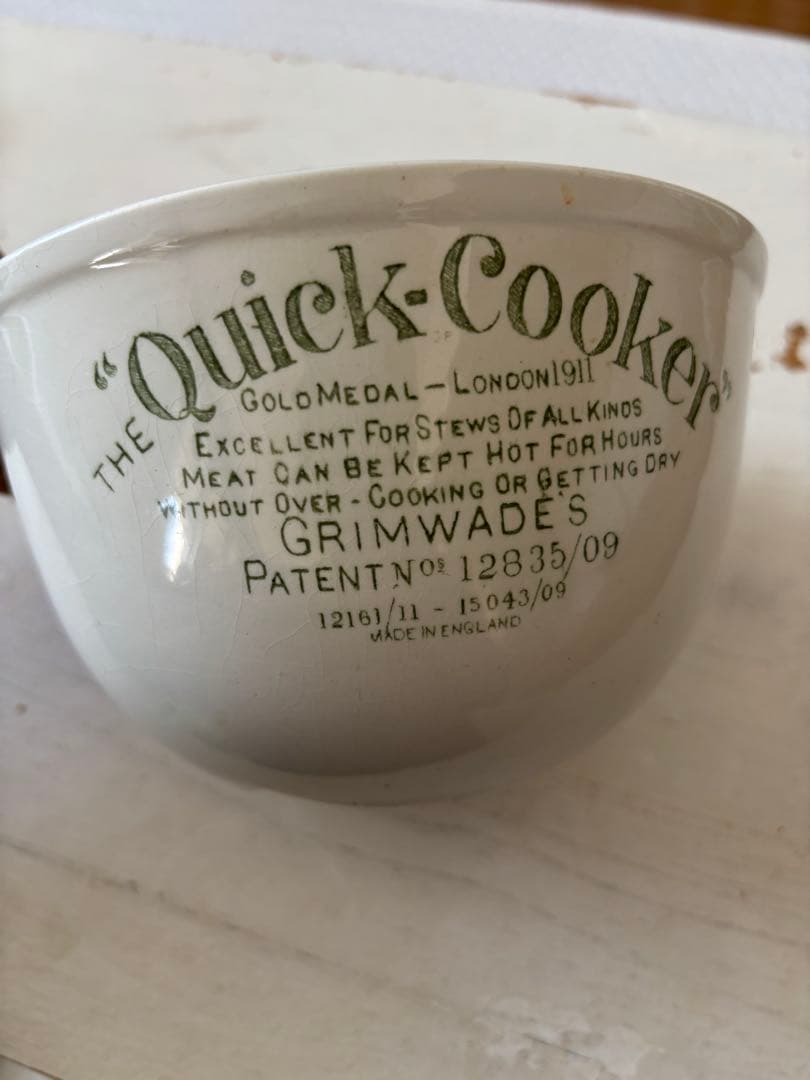 THE "Quick-Cooker"
GOLD MEDAL - LONDON 1911
EXCELLENT FOR STEWS OF ALL KINDS
MEAT CAN BE KEPT HOT FOR HOURS
WITHOUT OVER-COOKING OR GETTING DRY
GRIMWADE'S
PATENT Nos 12835/09
12161/11 - 15043/09
MADE IN ENGLAND